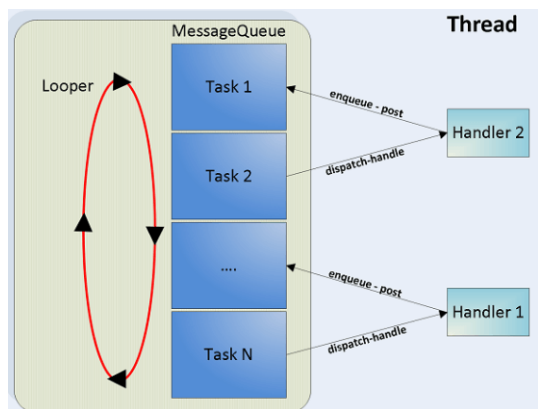 MessageQueue
Thread
Looper
Task 1
enqueue - post
Handler 2
dispatch-handle
Task 2
....
enqueue - post
Handler 1
dispatch-handle
Task N